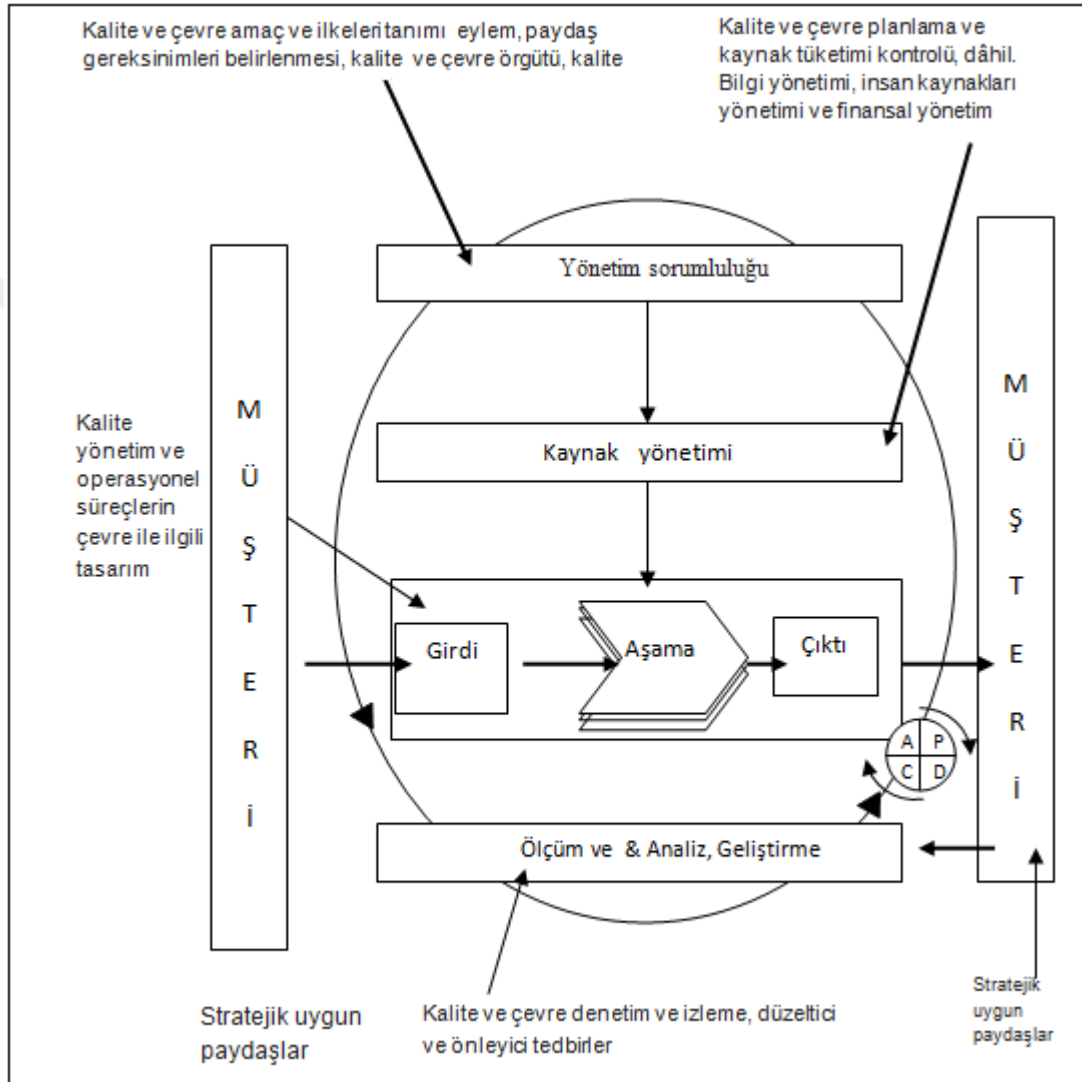 Kalite ve çevre amaç ve ilkeleri tanımı eylem, paydaş
gereksinimleri belirlenmesi, kalite ve çevre örgütü, kalite
Kalite ve çevre planlama ve
kaynak tüketimi kontrolü, dâhil.
Bilgi yönetimi, insan kaynakları
yönetimi ve finansal yönetim
Yönetim sorumluluğu
Kaynak yönetimi
Kalite
yönetim ve
operasyonel
süreçlerin
çevre ile ilgili
tasarım
M
Ü
Ş
T
E
R
İ
Girdi
Aşama
Çıktı
M
Ü
Ş
T
E
R
İ
A P
C D
Ölçüm ve & Analiz, Geliştirme
Stratejik uygun
paydaşlar
Kalite ve çevre denetim ve izleme, düzeltici
ve önleyici tedbirler
Stratejik
uygun
paydaşlar